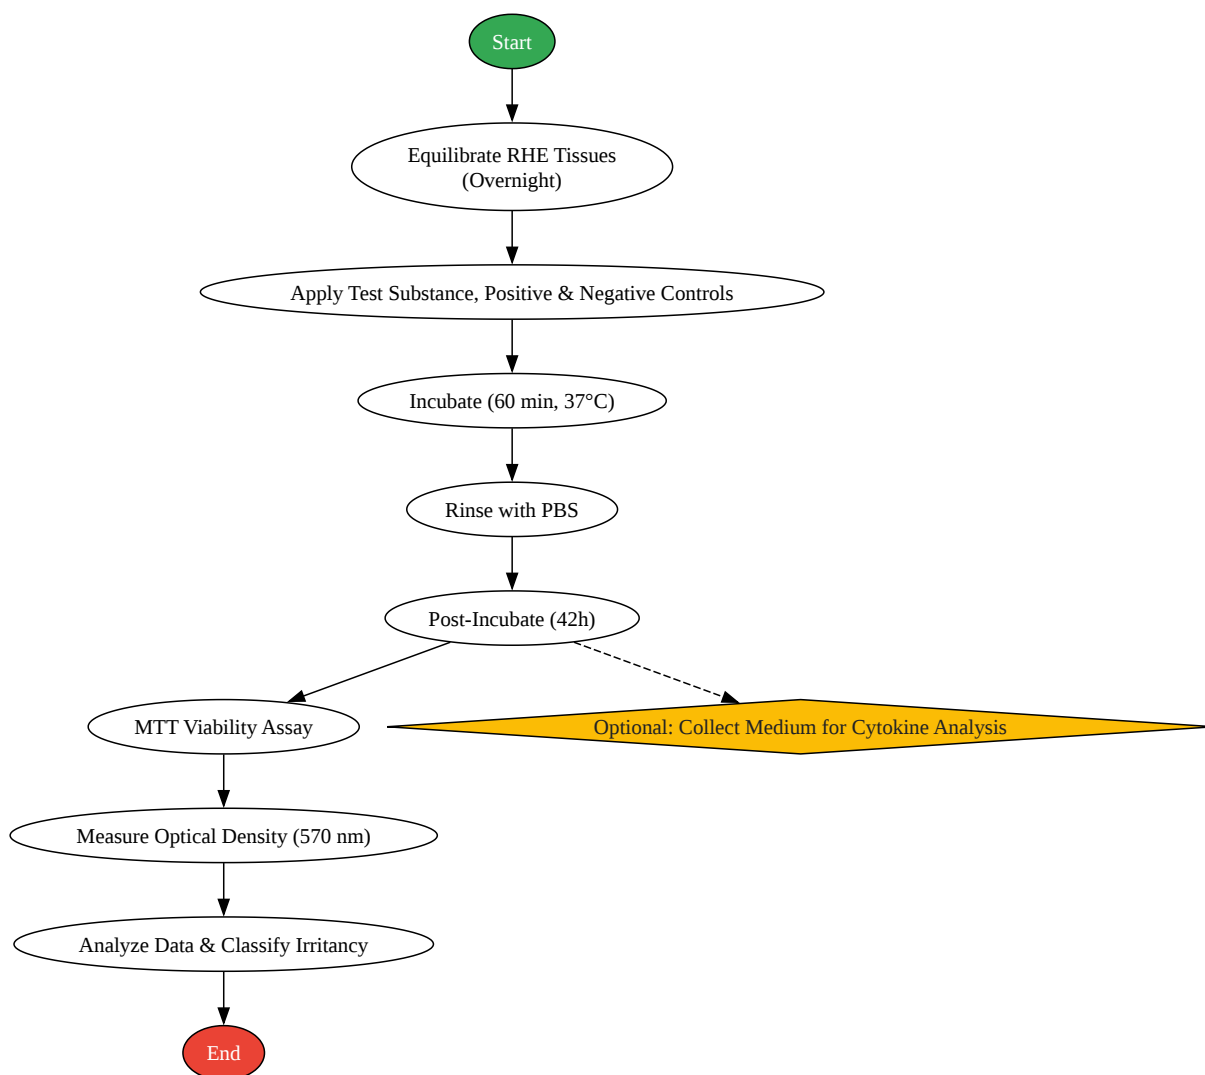 Start
Equilibrate RHE Tissues
(Overnight)
Apply Test Substance, Positive & Negative Controls
Incubate (60 min, 37°C)
Rinse with PBS
Post-Incubate (42h)
MTT Viability Assay
Optional: Collect Medium for Cytokine Analysis
Measure Optical Density (570 nm)
Analyze Data & Classify Irritancy
End